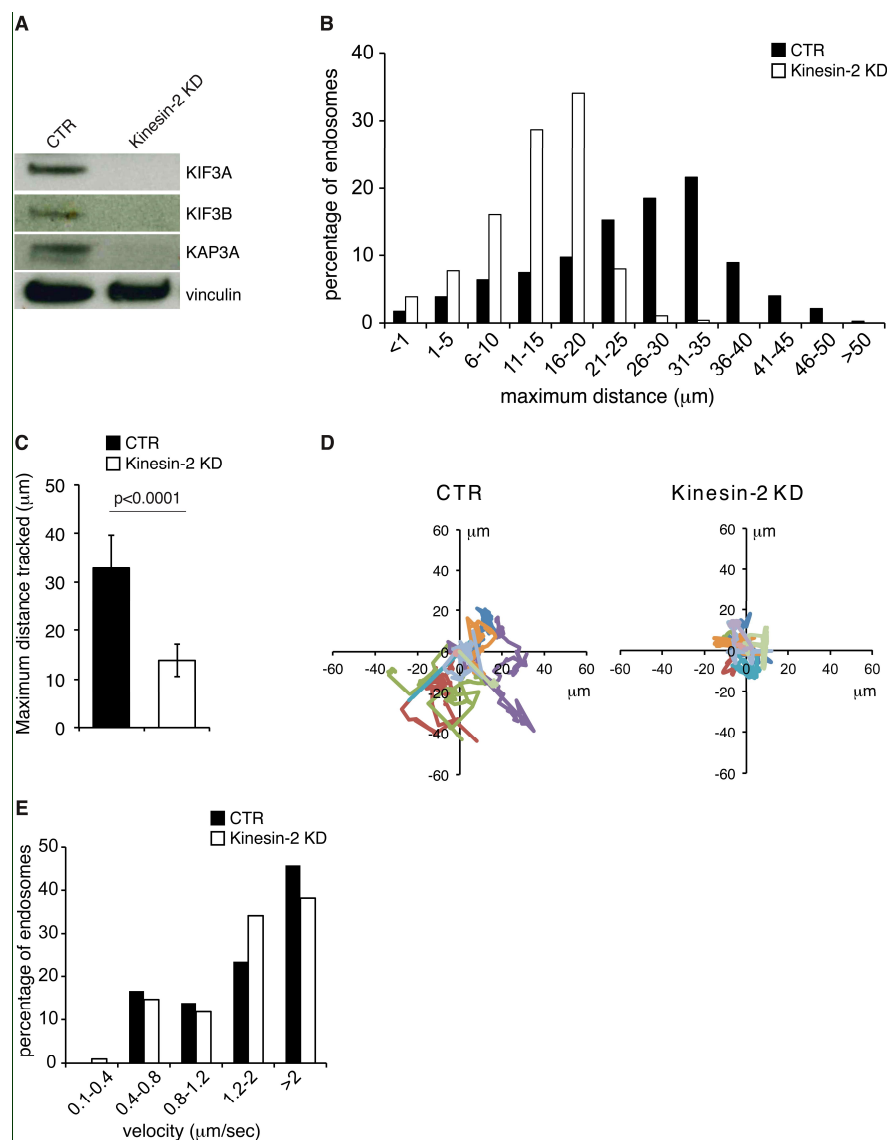 A
CTR
Kinesin-2 KD
KIF3A
KIF3B
KAP3A
vinculin
B
CTR
Kinesin-2 KD
percentage of endosomes
40
30
20
10
0
<1
1-5
6-10
11-15
16-20
21-25
26-30
31-35
36-40
41-45
46-50
>50
maximum distance (μm)
C
CTR
Kinesin-2 KD
Maximum distance tracked (μm)
p<0.0001
50
40
30
20
10
0
D
CTR
60
μm
40
20
0
-20
-40
-60
-60
-40
-20
0
20
40
60
μm
Kinesin-2 KD
60
μm
40
20
0
-20
-40
-60
-60
-40
-20
0
20
40
60
μm
E
CTR
Kinesin-2 KD
percentage of endosomes
50
40
30
20
10
0
0.1-0.4
0.4-0.8
0.8-1.2
1.2-2
>2
velocity (μm/sec)